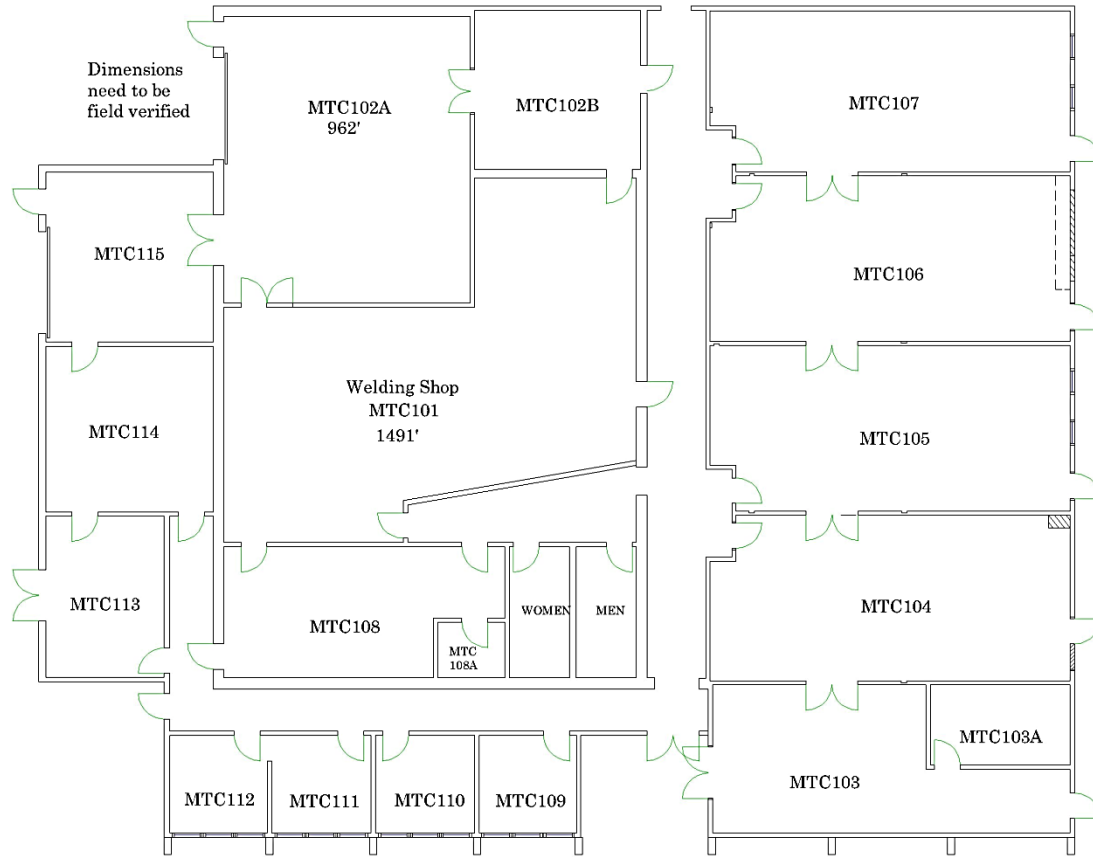 Dimensions
need to be
field verified
MTC102A
962'
MTC102B
MTC107
MTC115
MTC106
Welding Shop
MTC101
1491'
MTC114
MTC105
MTC113
MTC108
MTC
108A
WOMEN
MEN
MTC104
MTC103A
MTC103
MTC112
MTC111
MTC110
MTC109